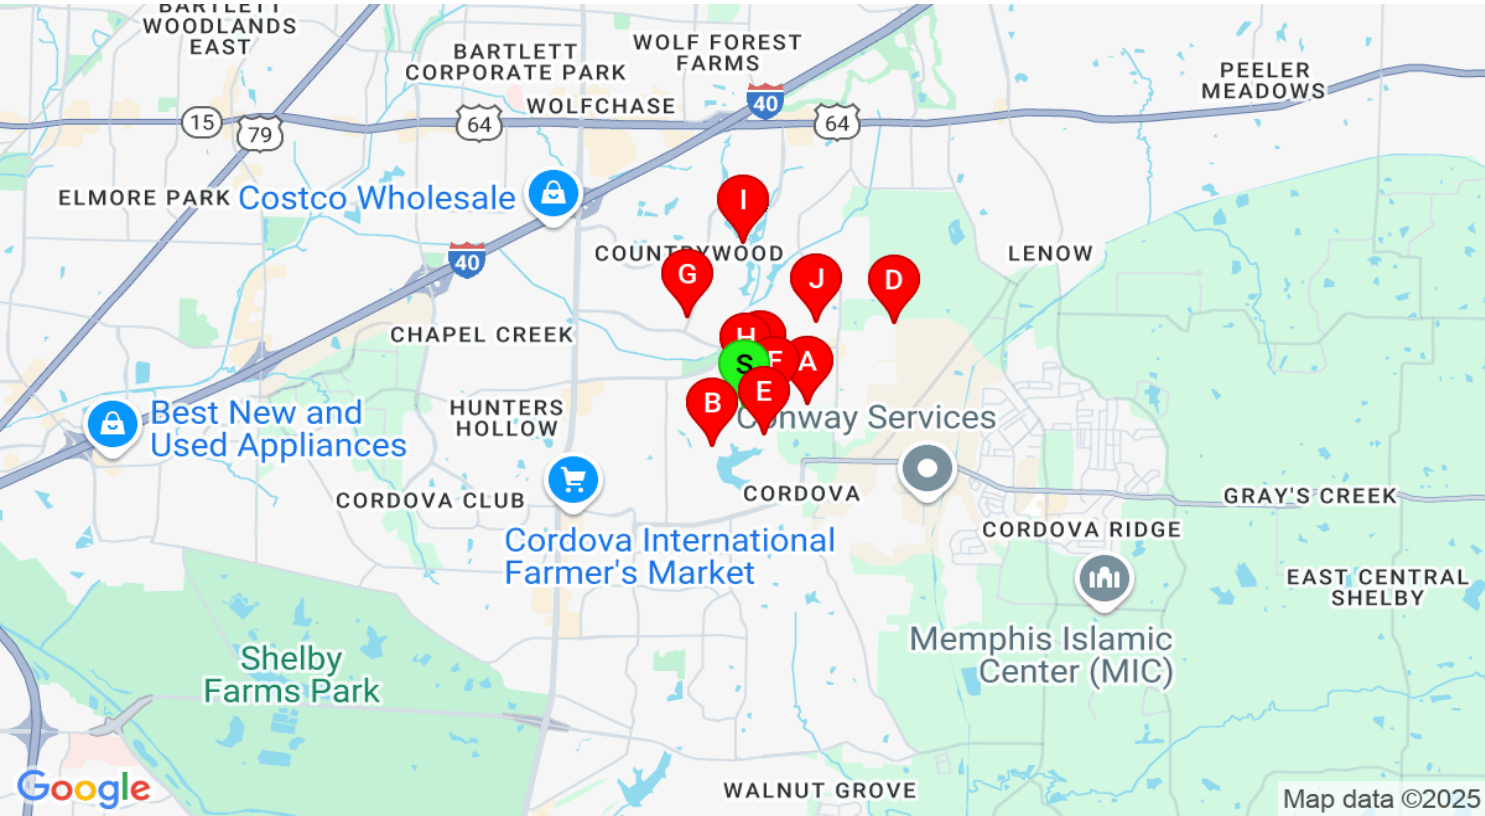 BARTLETT
WOODLANDS
EAST
BARTLETT
CORPORATE PARK
WOLF FOREST
FARMS
PEELER
MEADOWS
40
WOLFCHASE
15
79
64
64
ELMORE PARK
Costco Wholesale
I
COUNTRYWOOD
LENOW
40
G
J
D
CHAPEL CREEK
H
F
A
S
E
B
HUNTERS
HOLLOW
Best New and
Used Appliances
Conway Services
CORDOVA CLUB
CORDOVA
GRAY'S CREEK
CORDOVA RIDGE
Cordova International
Farmer's Market
EAST CENTRAL
SHELBY
Memphis Islamic
Center (MIC)
Shelby
Farms Park
WALNUT GROVE
Google
Map data ©2025